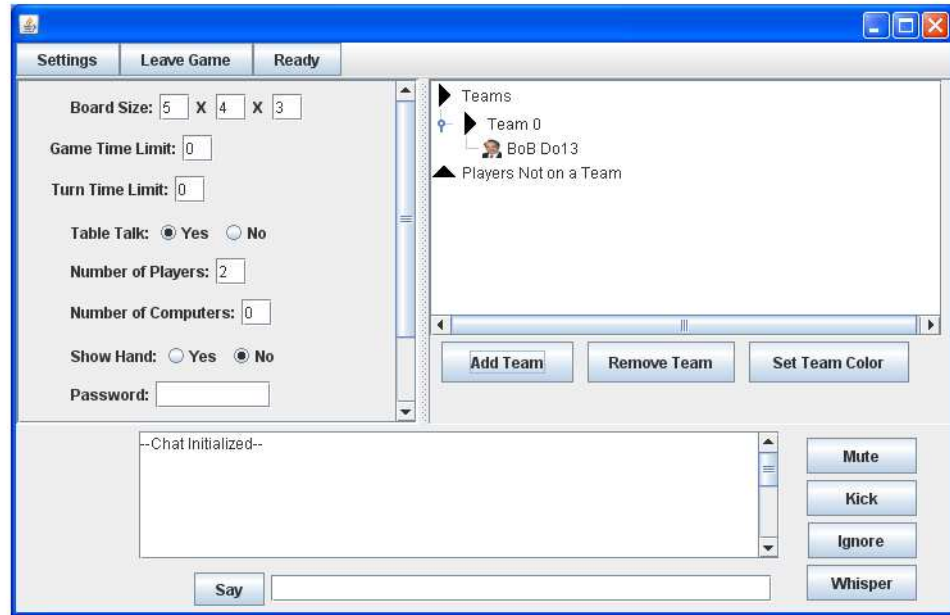 Settings Leave Game Ready
Board Size: 5 X 4 X 3
Game Time Limit: 0
Turn Time Limit: 0
Table Talk: Yes No
Number of Players: 2
Number of Computers: 0
Show Hand: Yes No
Password:
Teams
Team 0
BoB Do13
Players Not on a Team
Add Team Remove Team Set Team Color
--Chat Initialized--
Mute
Kick
Ignore
Whisper
Say